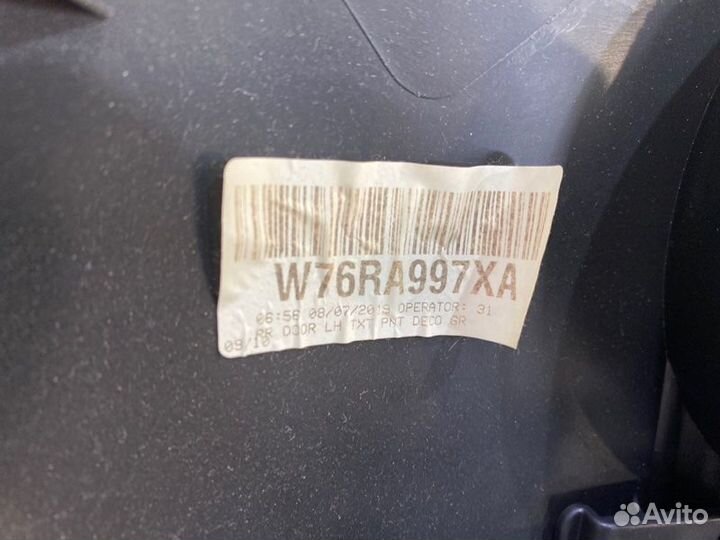 W76RA997XA
06:56 08/07/2019 OPERATOR: 31
RR DOOR LH TXT PNT DECO GR
09/10
Avito